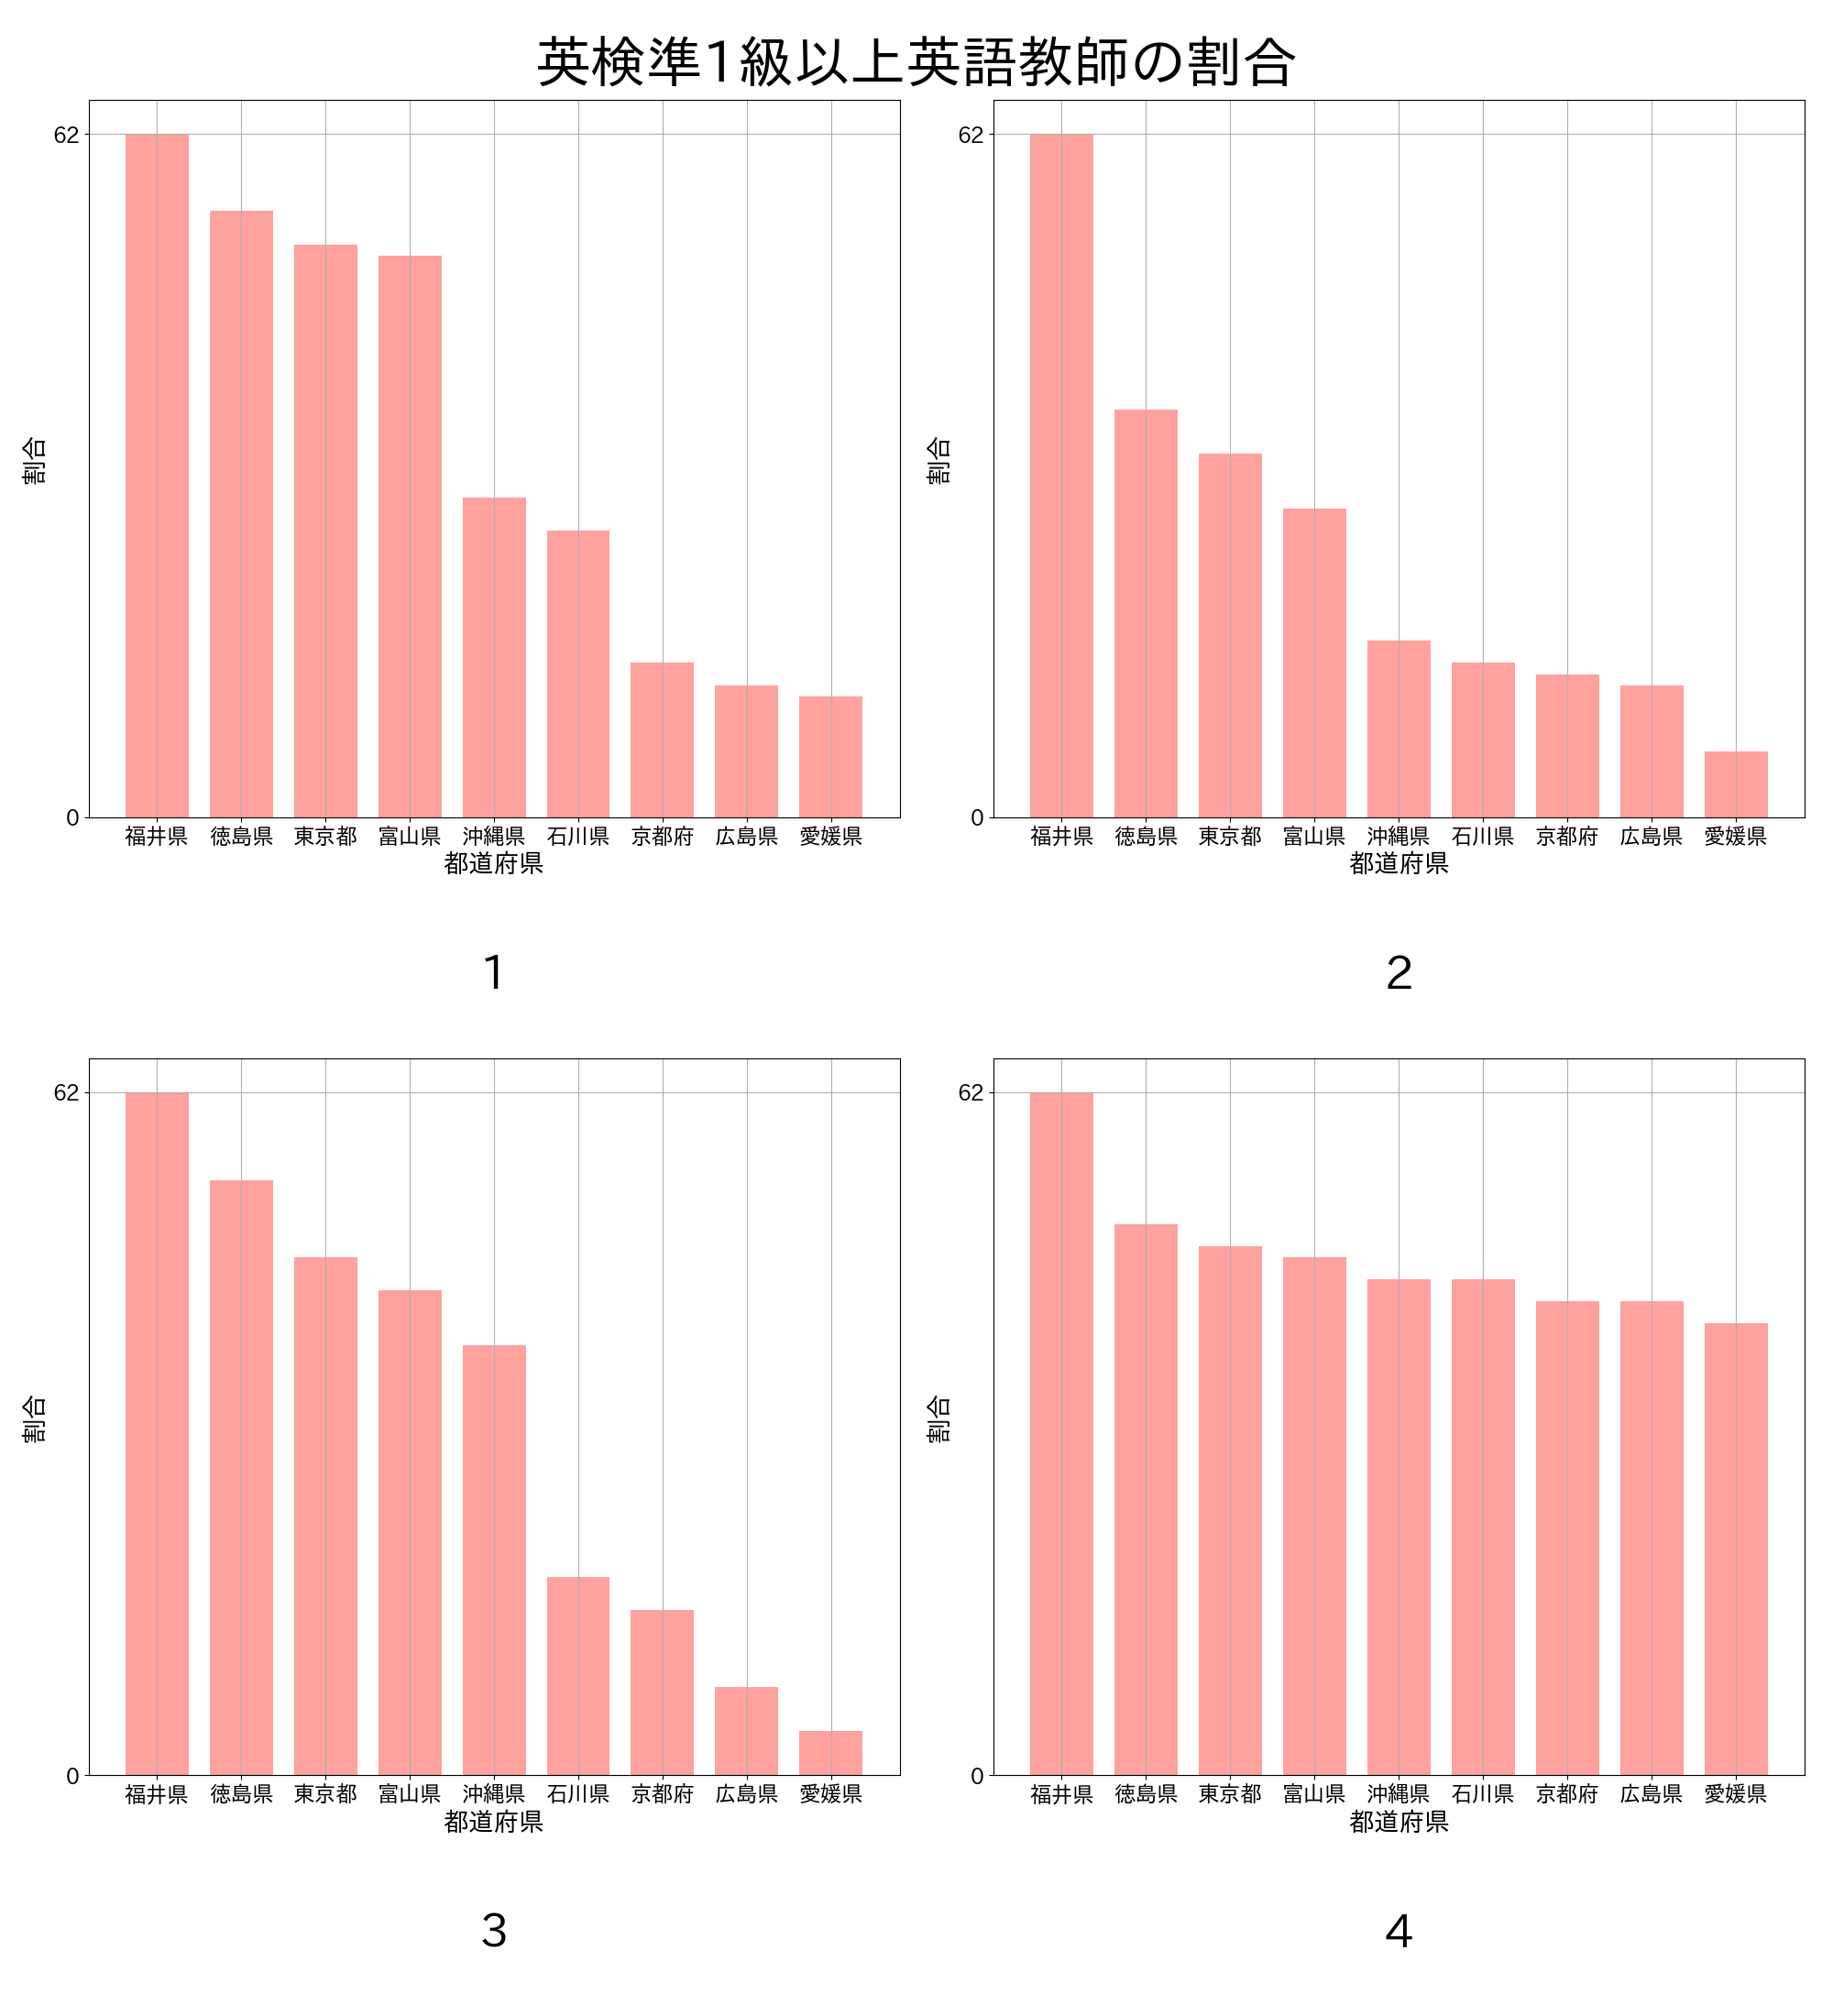 英検準1級以上英語教師の割合
62
0
割合
福井県 徳島県 東京都 富山県 沖縄県 石川県 京都府 広島県 愛媛県
都道府県
1
62
0
割合
福井県 徳島県 東京都 富山県 沖縄県 石川県 京都府 広島県 愛媛県
都道府県
2
62
0
割合
福井県 徳島県 東京都 富山県 沖縄県 石川県 京都府 広島県 愛媛県
都道府県
3
62
0
割合
福井県 徳島県 東京都 富山県 沖縄県 石川県 京都府 広島県 愛媛県
都道府県
4